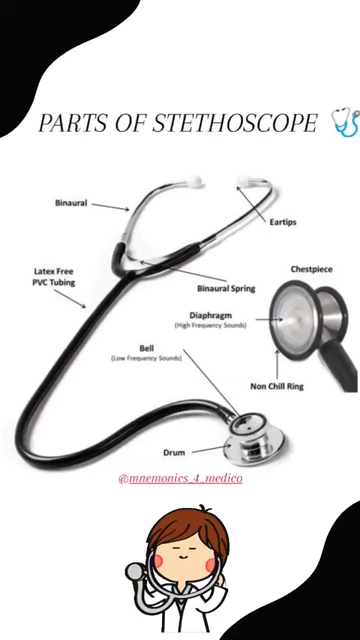 PARTS OF STETHOSCOPE
Binaural
Eartips
Latex Free
PVC Tubing
Binaural Spring
Chestpiece
Diaphragm
(High Frequency Sounds)
Bell
(Low Frequency Sounds)
Non Chill Ring
Drum
@mnemonics_4_medico